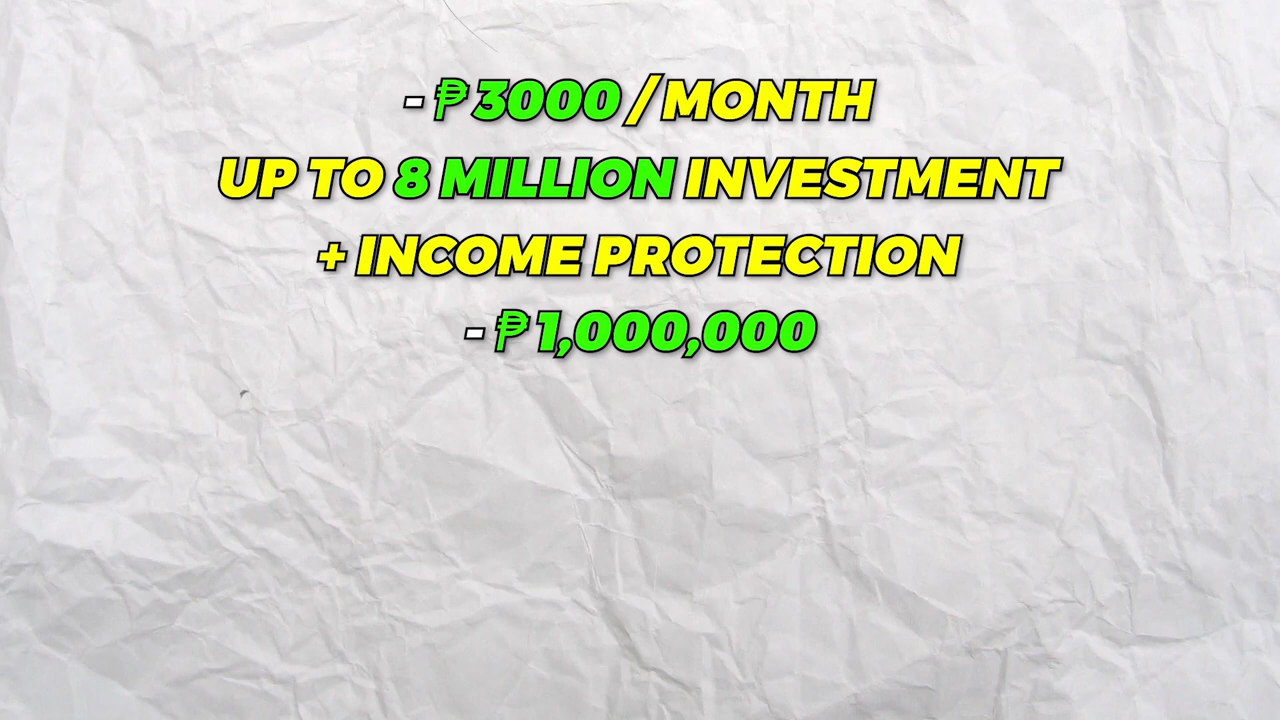 - ₱3000/MONTH
UP TO 8 MILLION INVESTMENT
+ INCOME PROTECTION
- ₱1,000,000